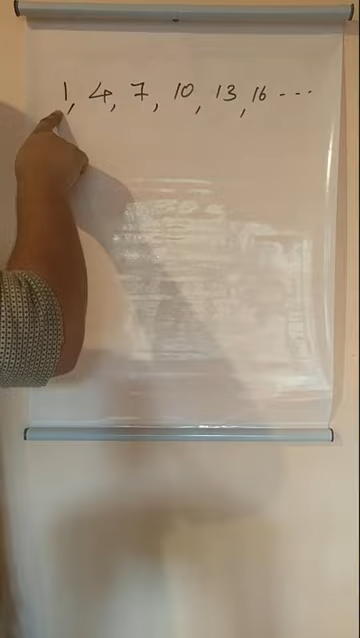 1, 4, 7, 10, 13, 16 ---